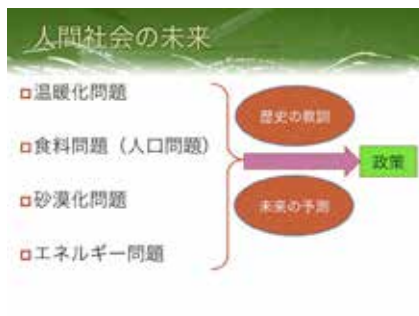 人間社会の未来
温暖化問題
食料問題（人口問題）
砂漠化問題
エネルギー問題
歴史の教訓
未来の予測
政策